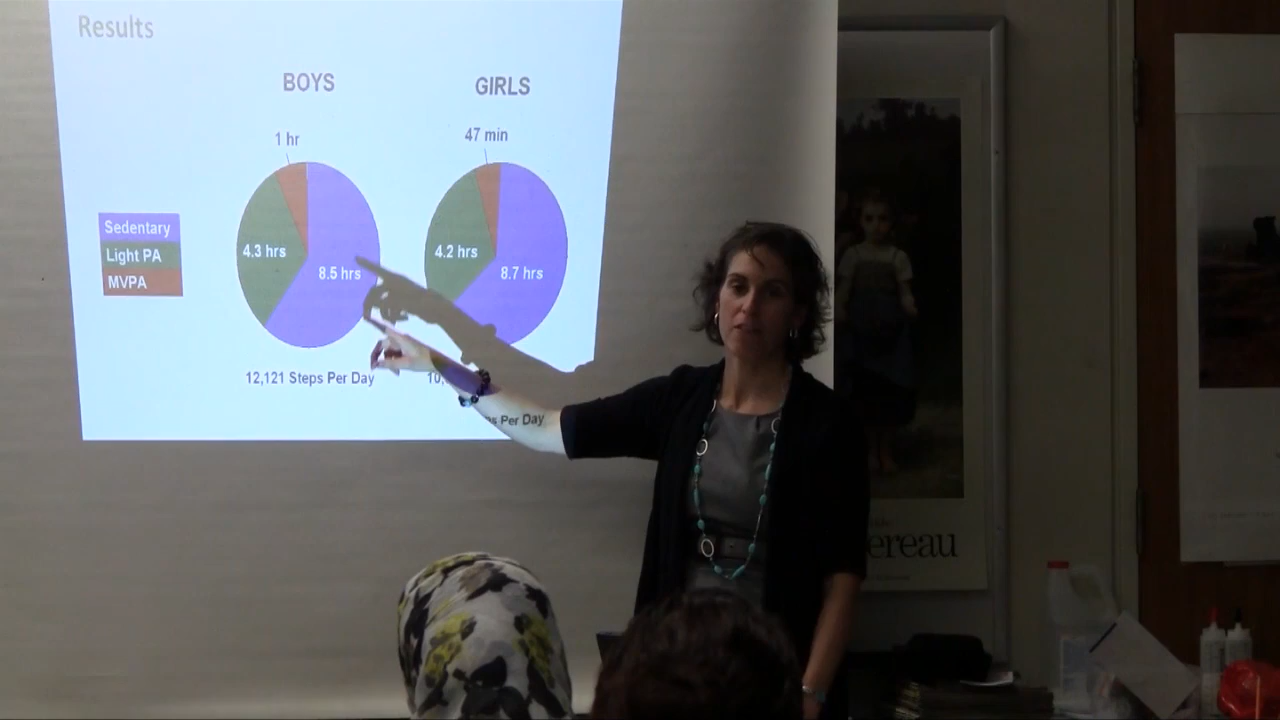 Results
BOYS
GIRLS
1 hr
47 min
Sedentary
Light PA
MVPA
4.3 hrs
8.5 hrs
4.2 hrs
8.7 hrs
12,121 Steps Per Day
10,
Per Day
ereau